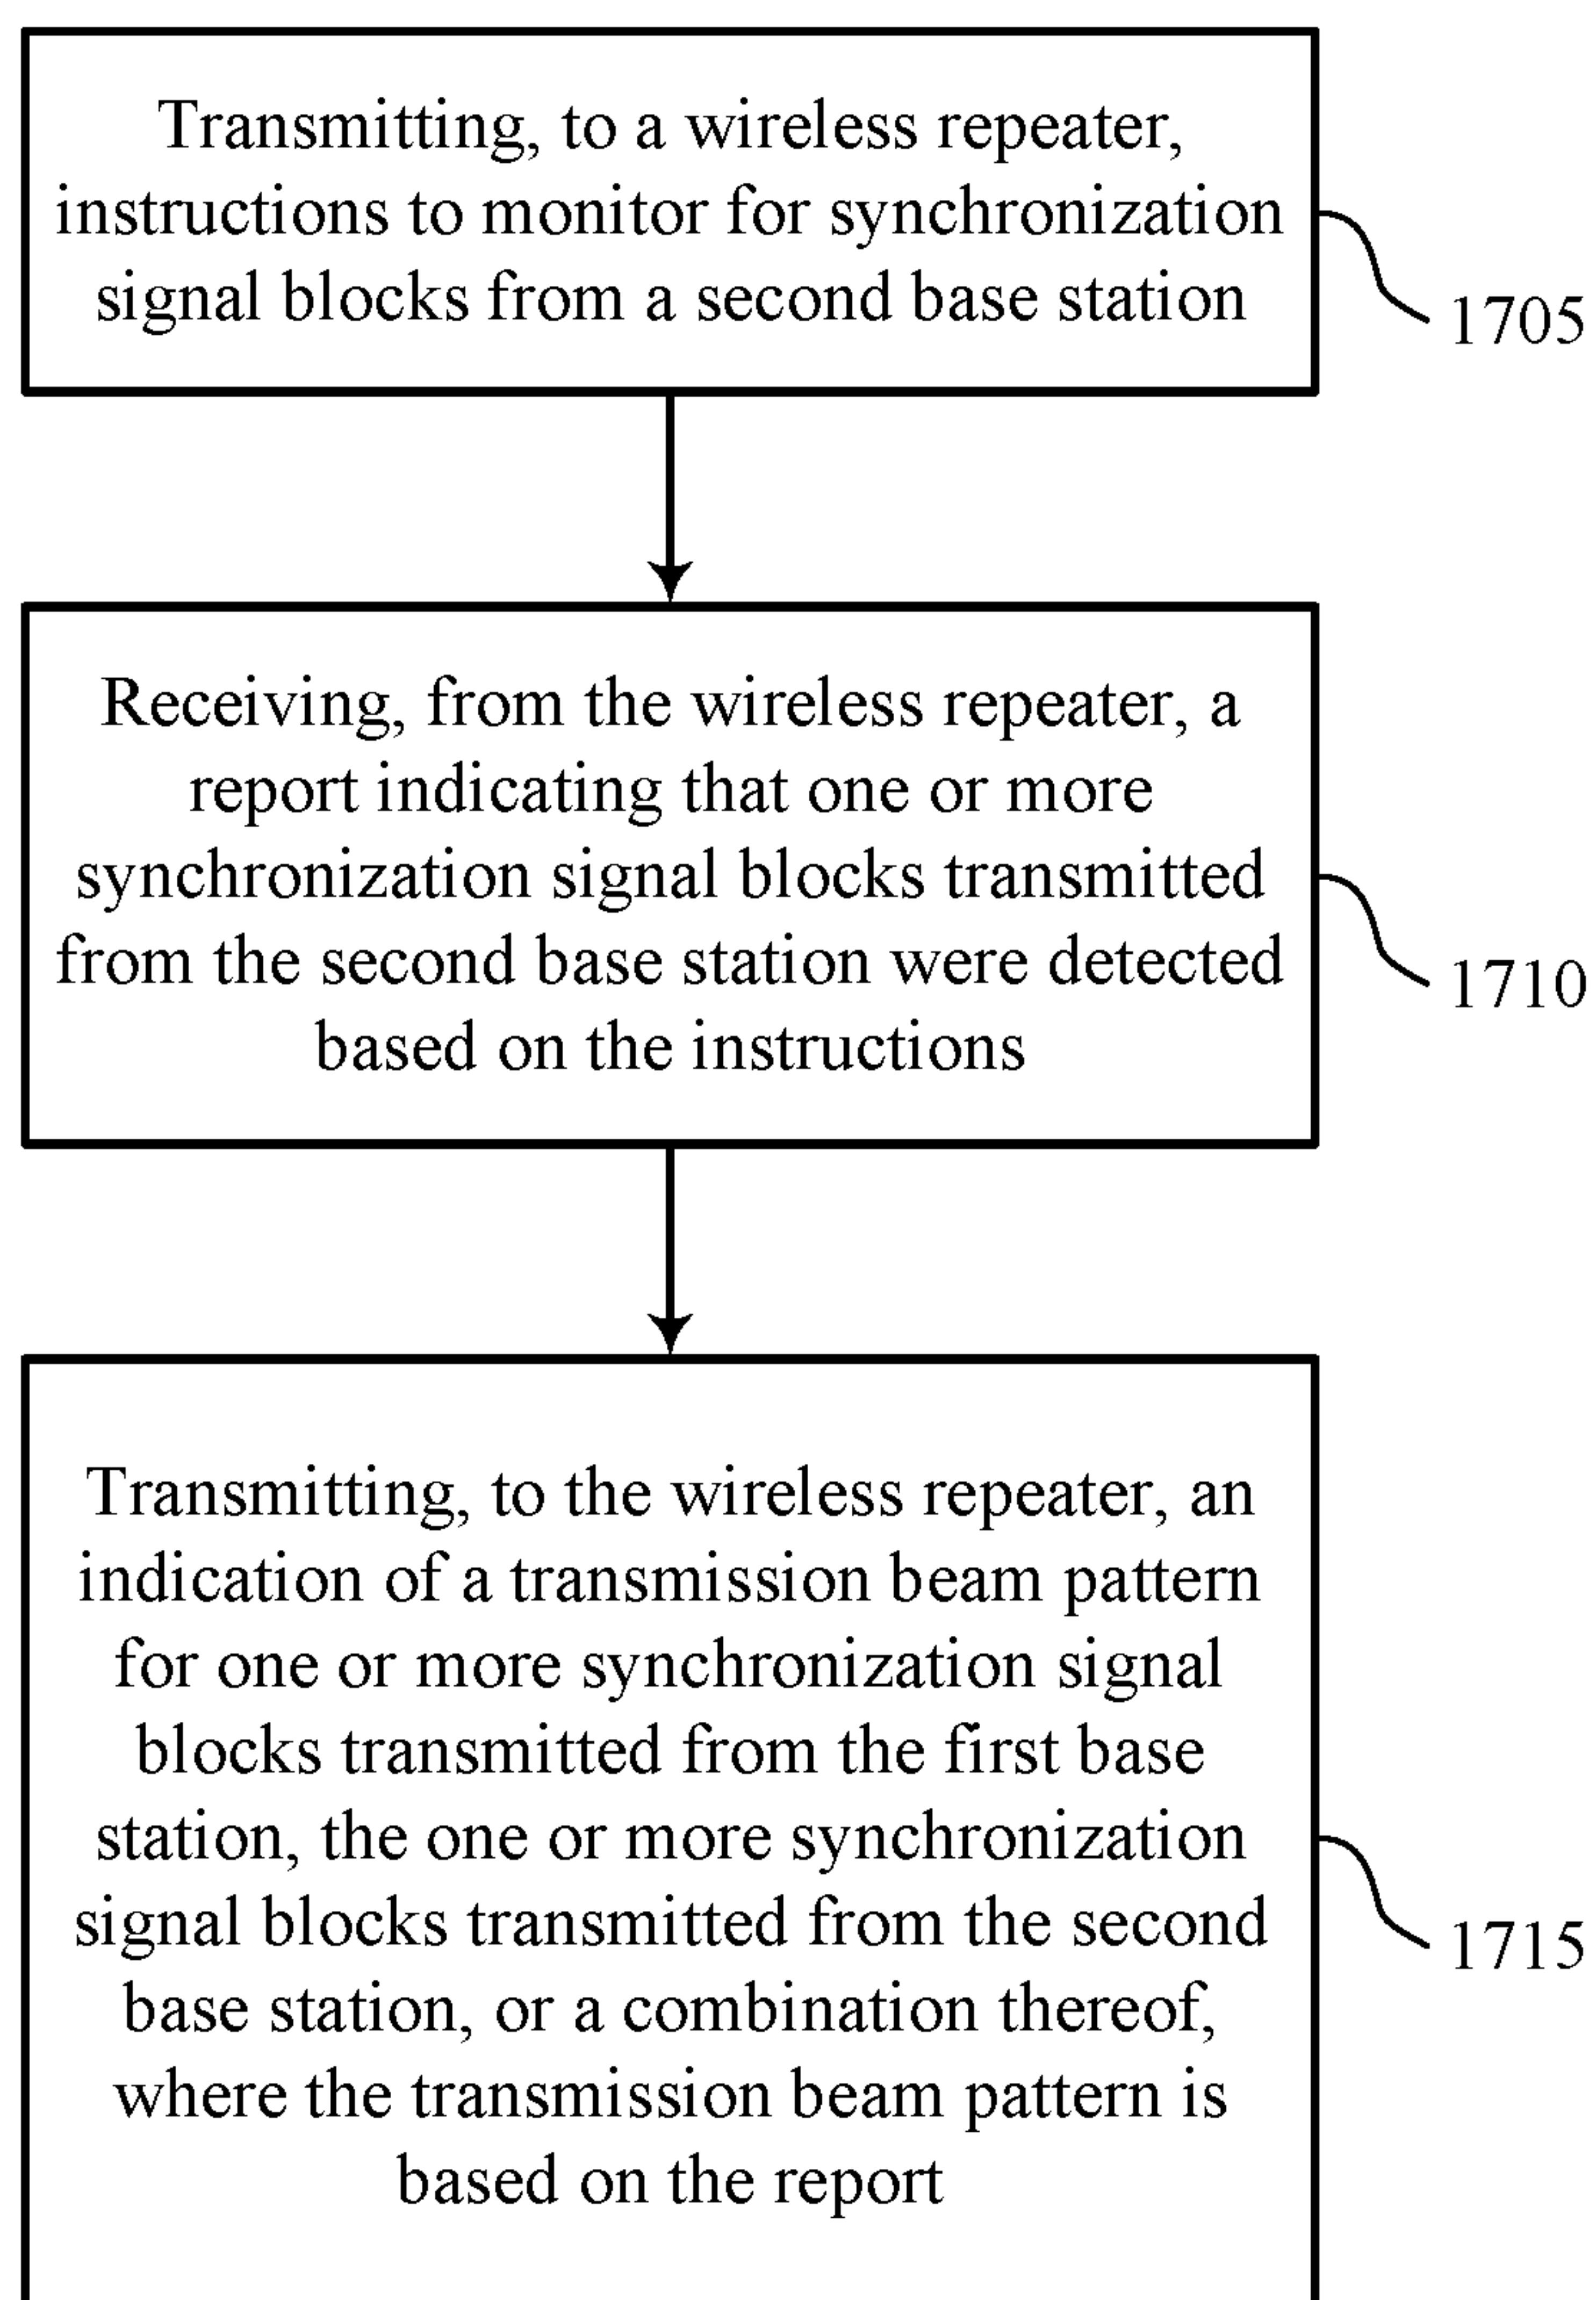 Transmitting, to a wireless repeater,
instructions to monitor for synchronization
signal blocks from a second base station
1705
Receiving, from the wireless repeater, a
report indicating that one or more
synchronization signal blocks transmitted
from the second base station were detected
based on the instructions
1710
Transmitting, to the wireless repeater, an
indication of a transmission beam pattern
for one or more synchronization signal
blocks transmitted from the first base
station, the one or more synchronization
signal blocks transmitted from the second
base station, or a combination thereof,
where the transmission beam pattern is
based on the report
1715